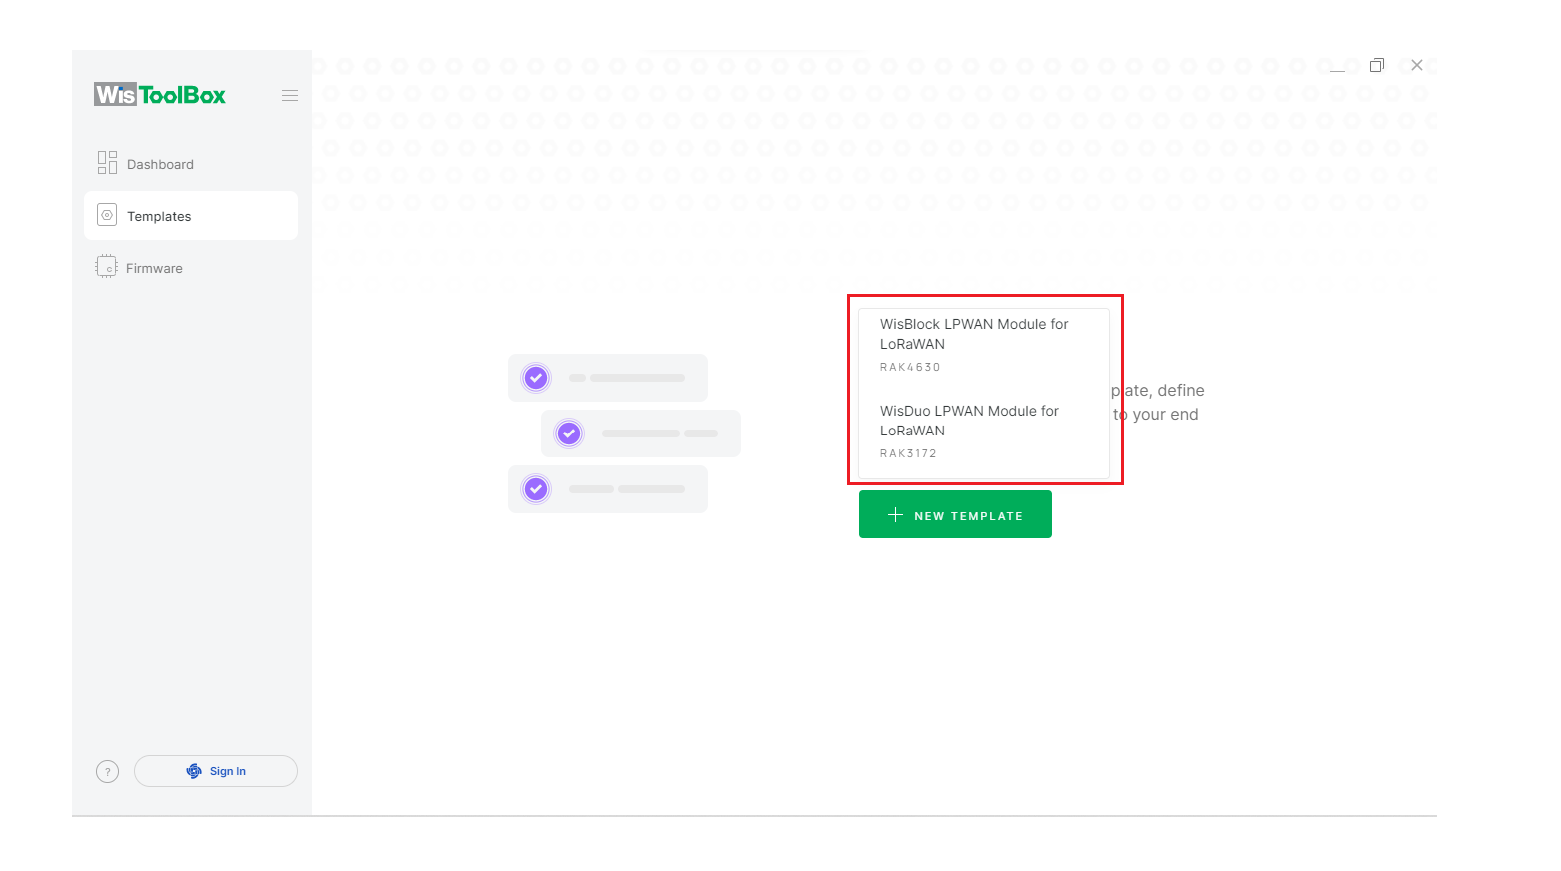 WisToolBox
Dashboard
Templates
Firmware
WisBlock LPWAN Module for
LoRaWAN
RAK4630
WisDuo LPWAN Module for
LoRaWAN
RAK3172
plate, define
to your end
NEW TEMPLATE
?
Sign In